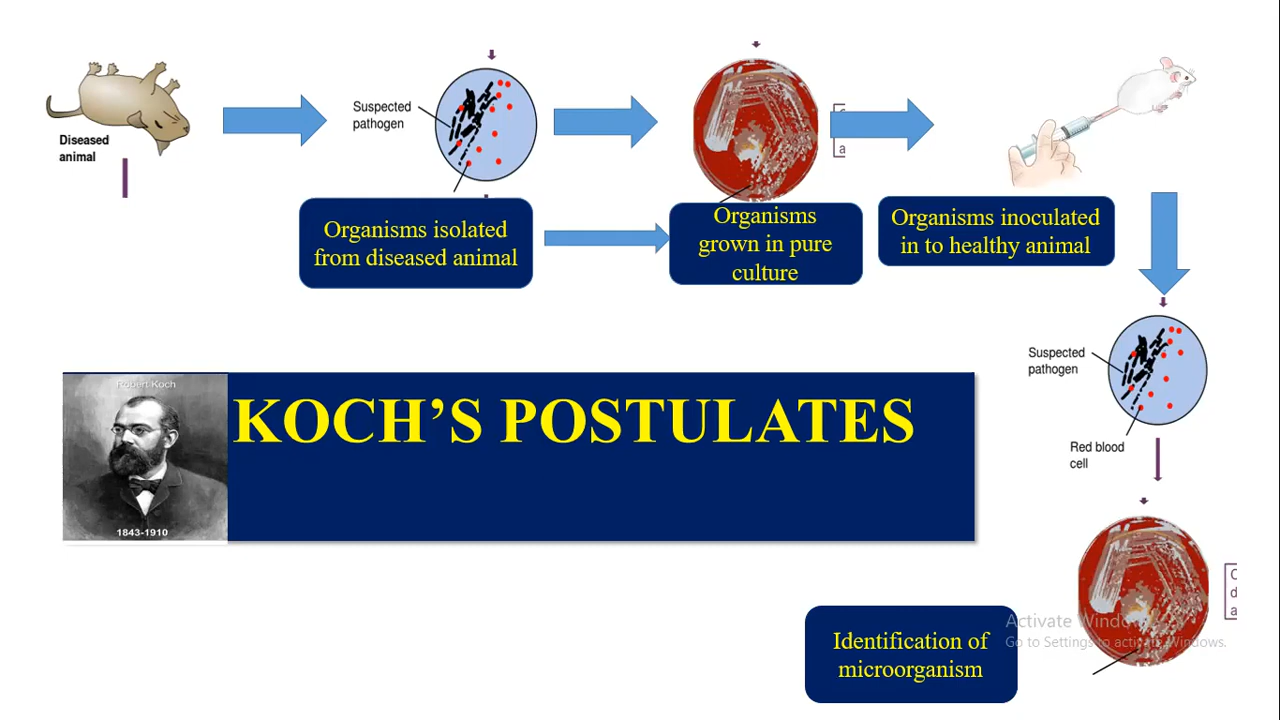 Diseased
animal
Suspected
pathogen
a
Organisms isolated
from diseased animal
Organisms
grown in pure
culture
Organisms inoculated
in to healthy animal
Suspected
pathogen
Red blood
cell
Robert Koch
KOCH’S POSTULATES
1843-1910
d
a
Identification of
microorganism
Activate Windows
Go to Settings to activate Windows.